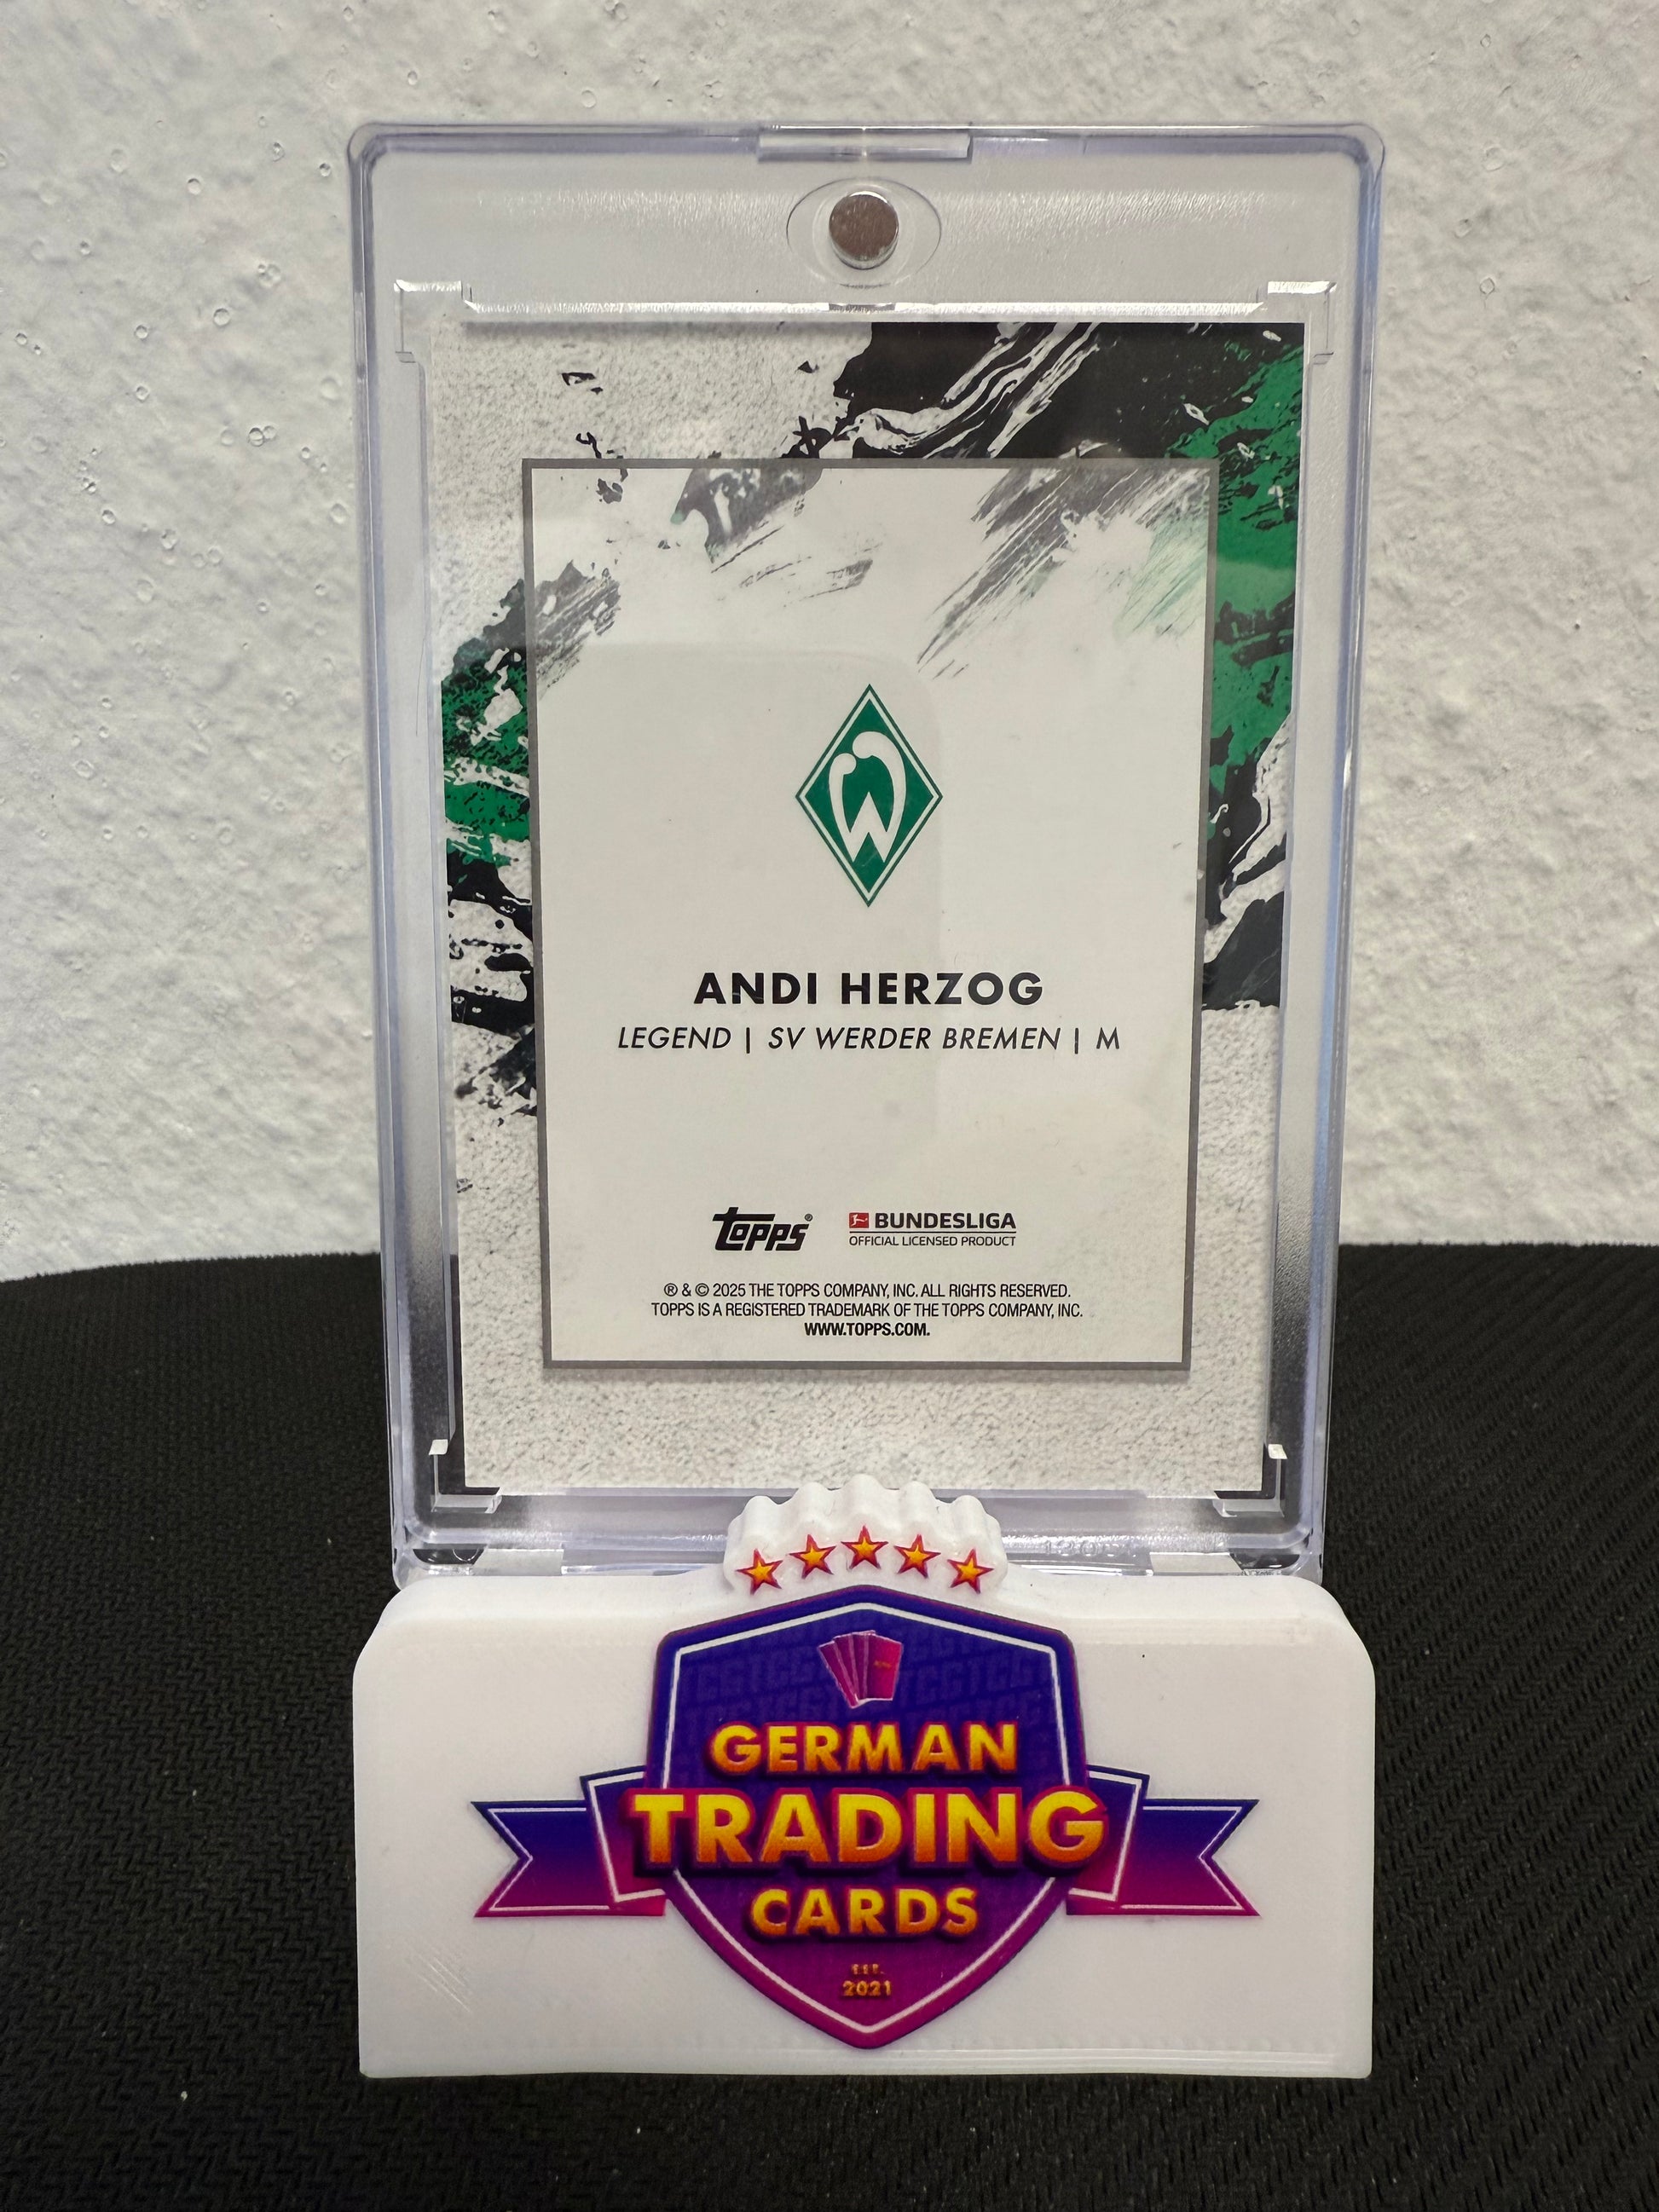 ANDI HERZOG
LEGEND | SV WERDER BREMEN | M
topps®
BUNDESLIGA
OFFICIAL LICENSED PRODUCT
® & © 2025 THE TOPPS COMPANY, INC. ALL RIGHTS RESERVED.
TOPPS IS A REGISTERED TRADEMARK OF THE TOPPS COMPANY, INC.
WWW.TOPPS.COM.
GERMAN
TRADING
CARDS
EST.
2021